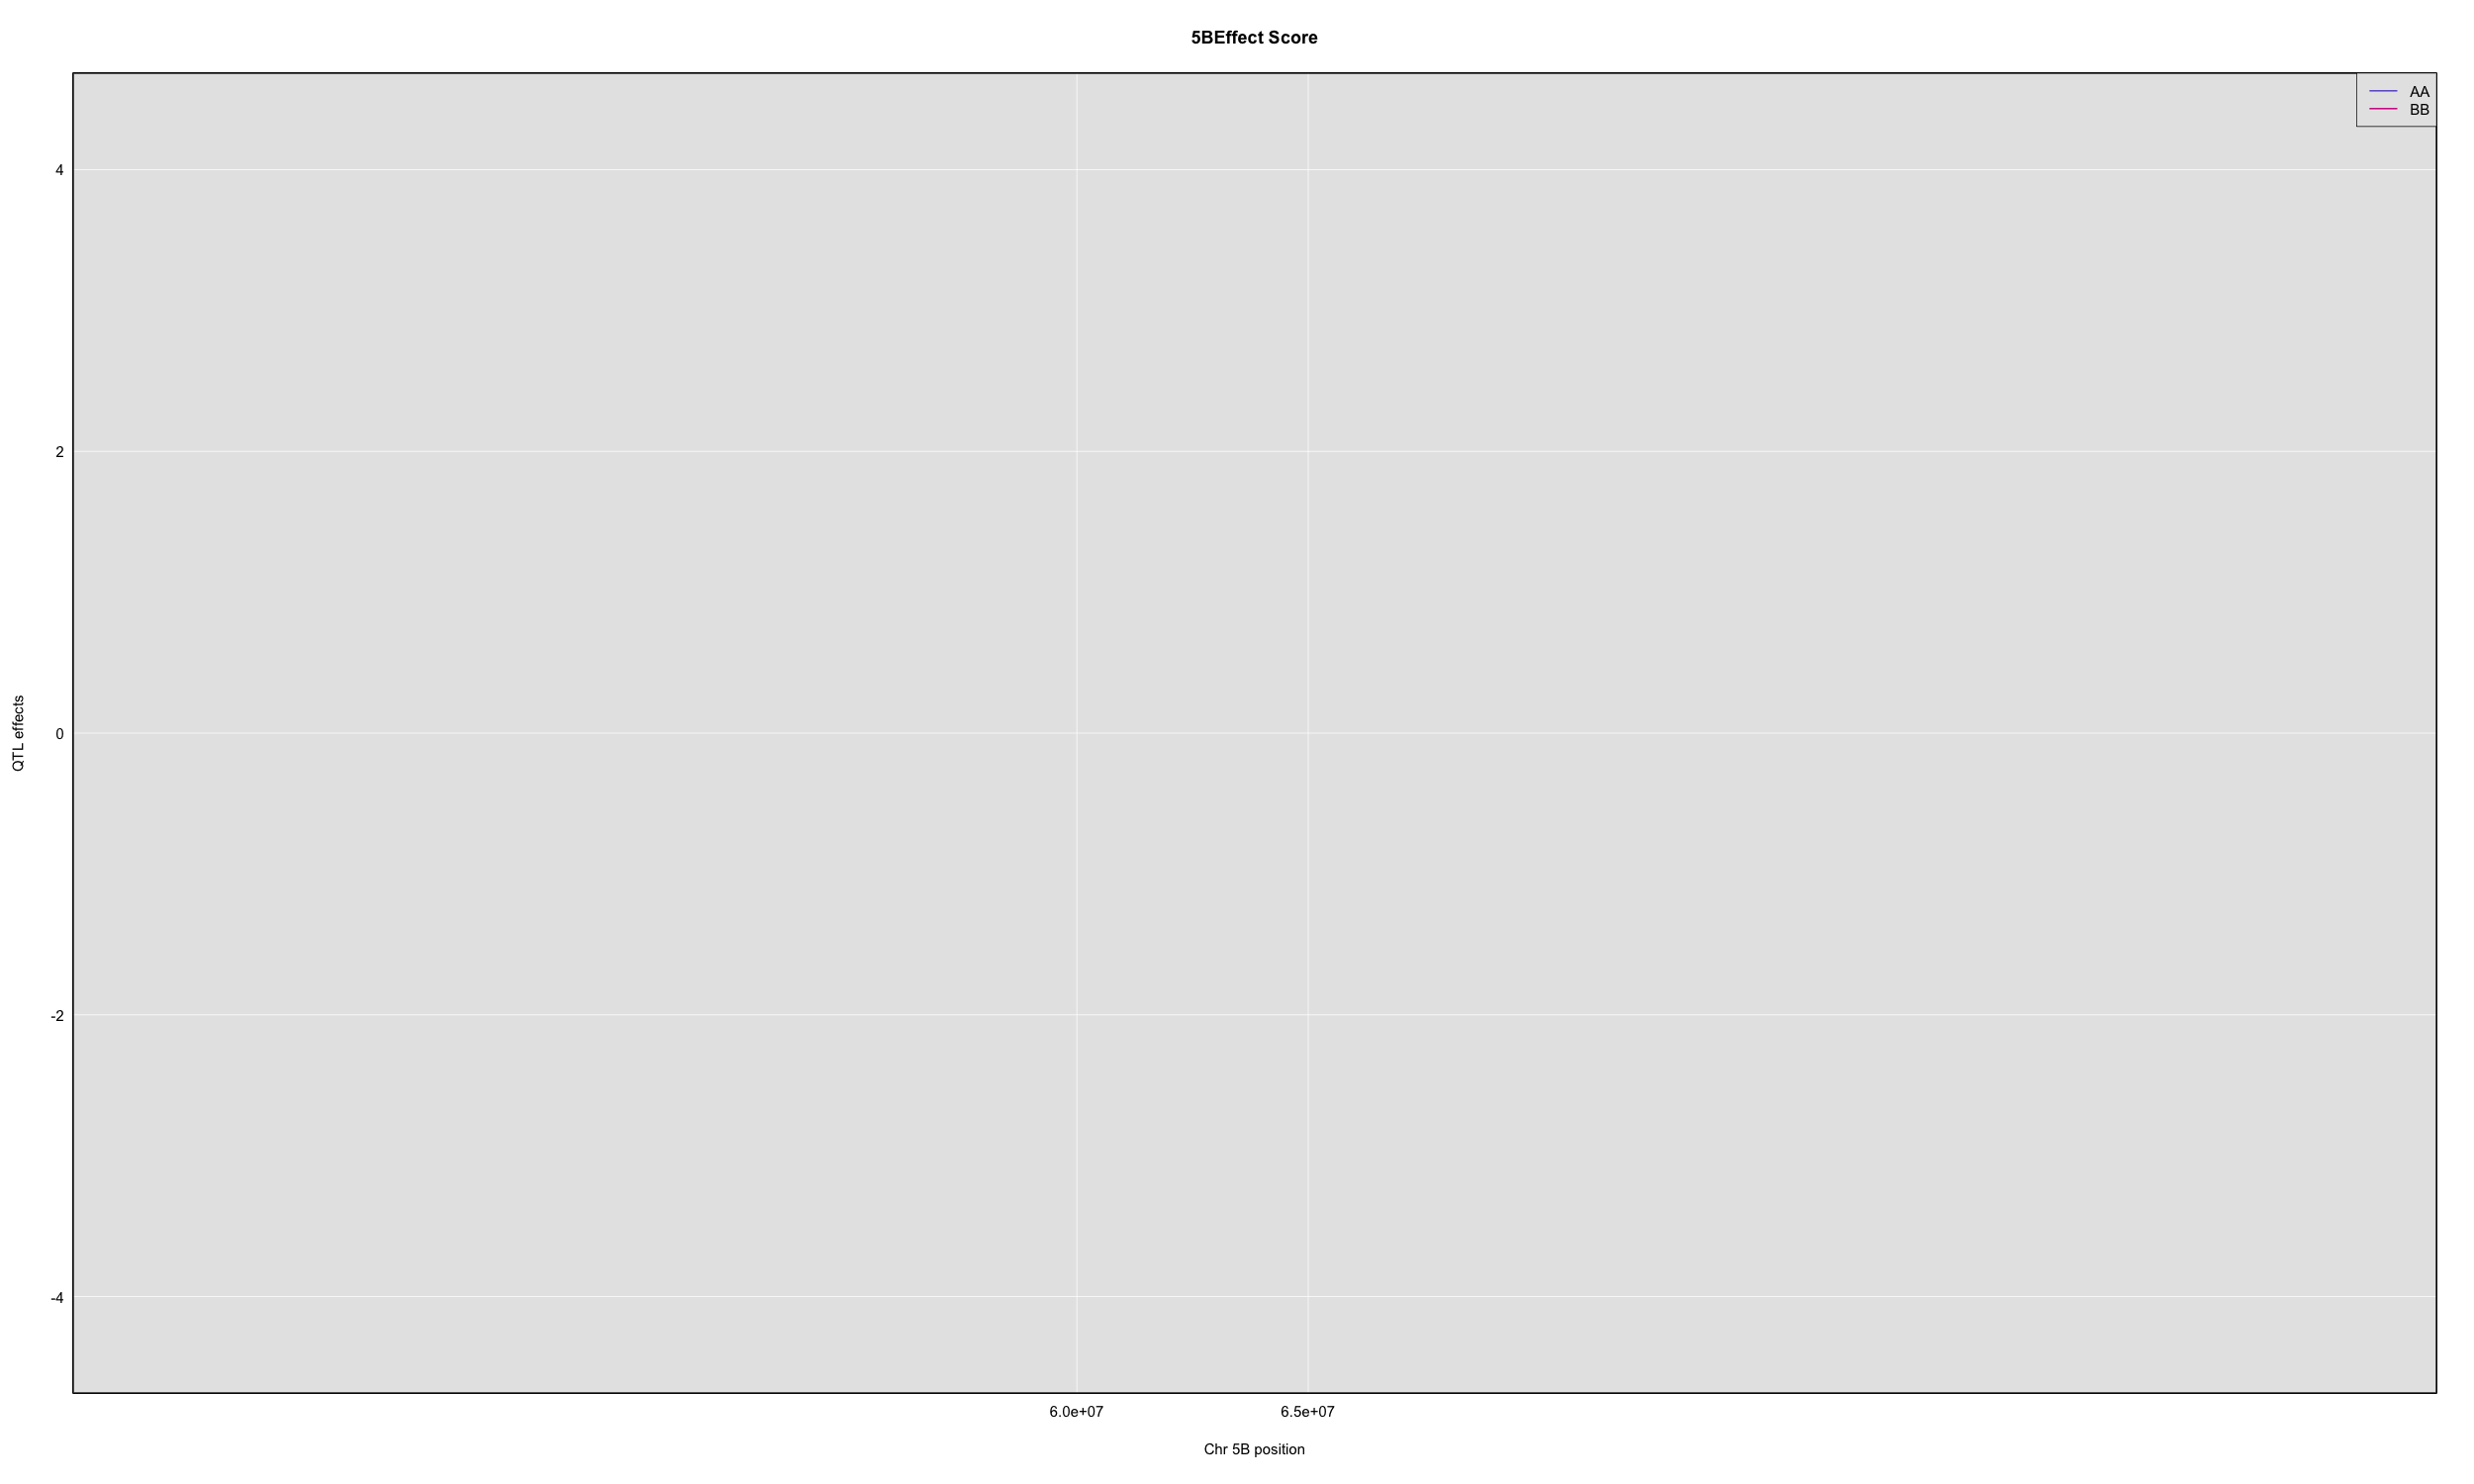 5BEffect Score
AA
BB
4
2
0
-2
-4
QTL effects
6.0e+07
6.5e+07
Chr 5B position